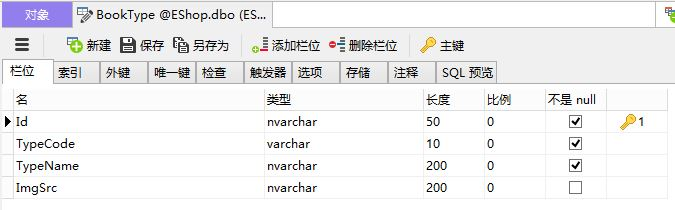 对象 BookType @EShop.dbo (ES...
新建 保存 另存为 添加栏位 删除栏位 主键
栏位 索引 外键 唯一键 检查 触发器 选项 存储 注释 SQL 预览
名 类型 长度 比例 不是 null
Id nvarchar 50 0 1
TypeCode varchar 10 0
TypeName nvarchar 200 0
ImgSrc nvarchar 200 0